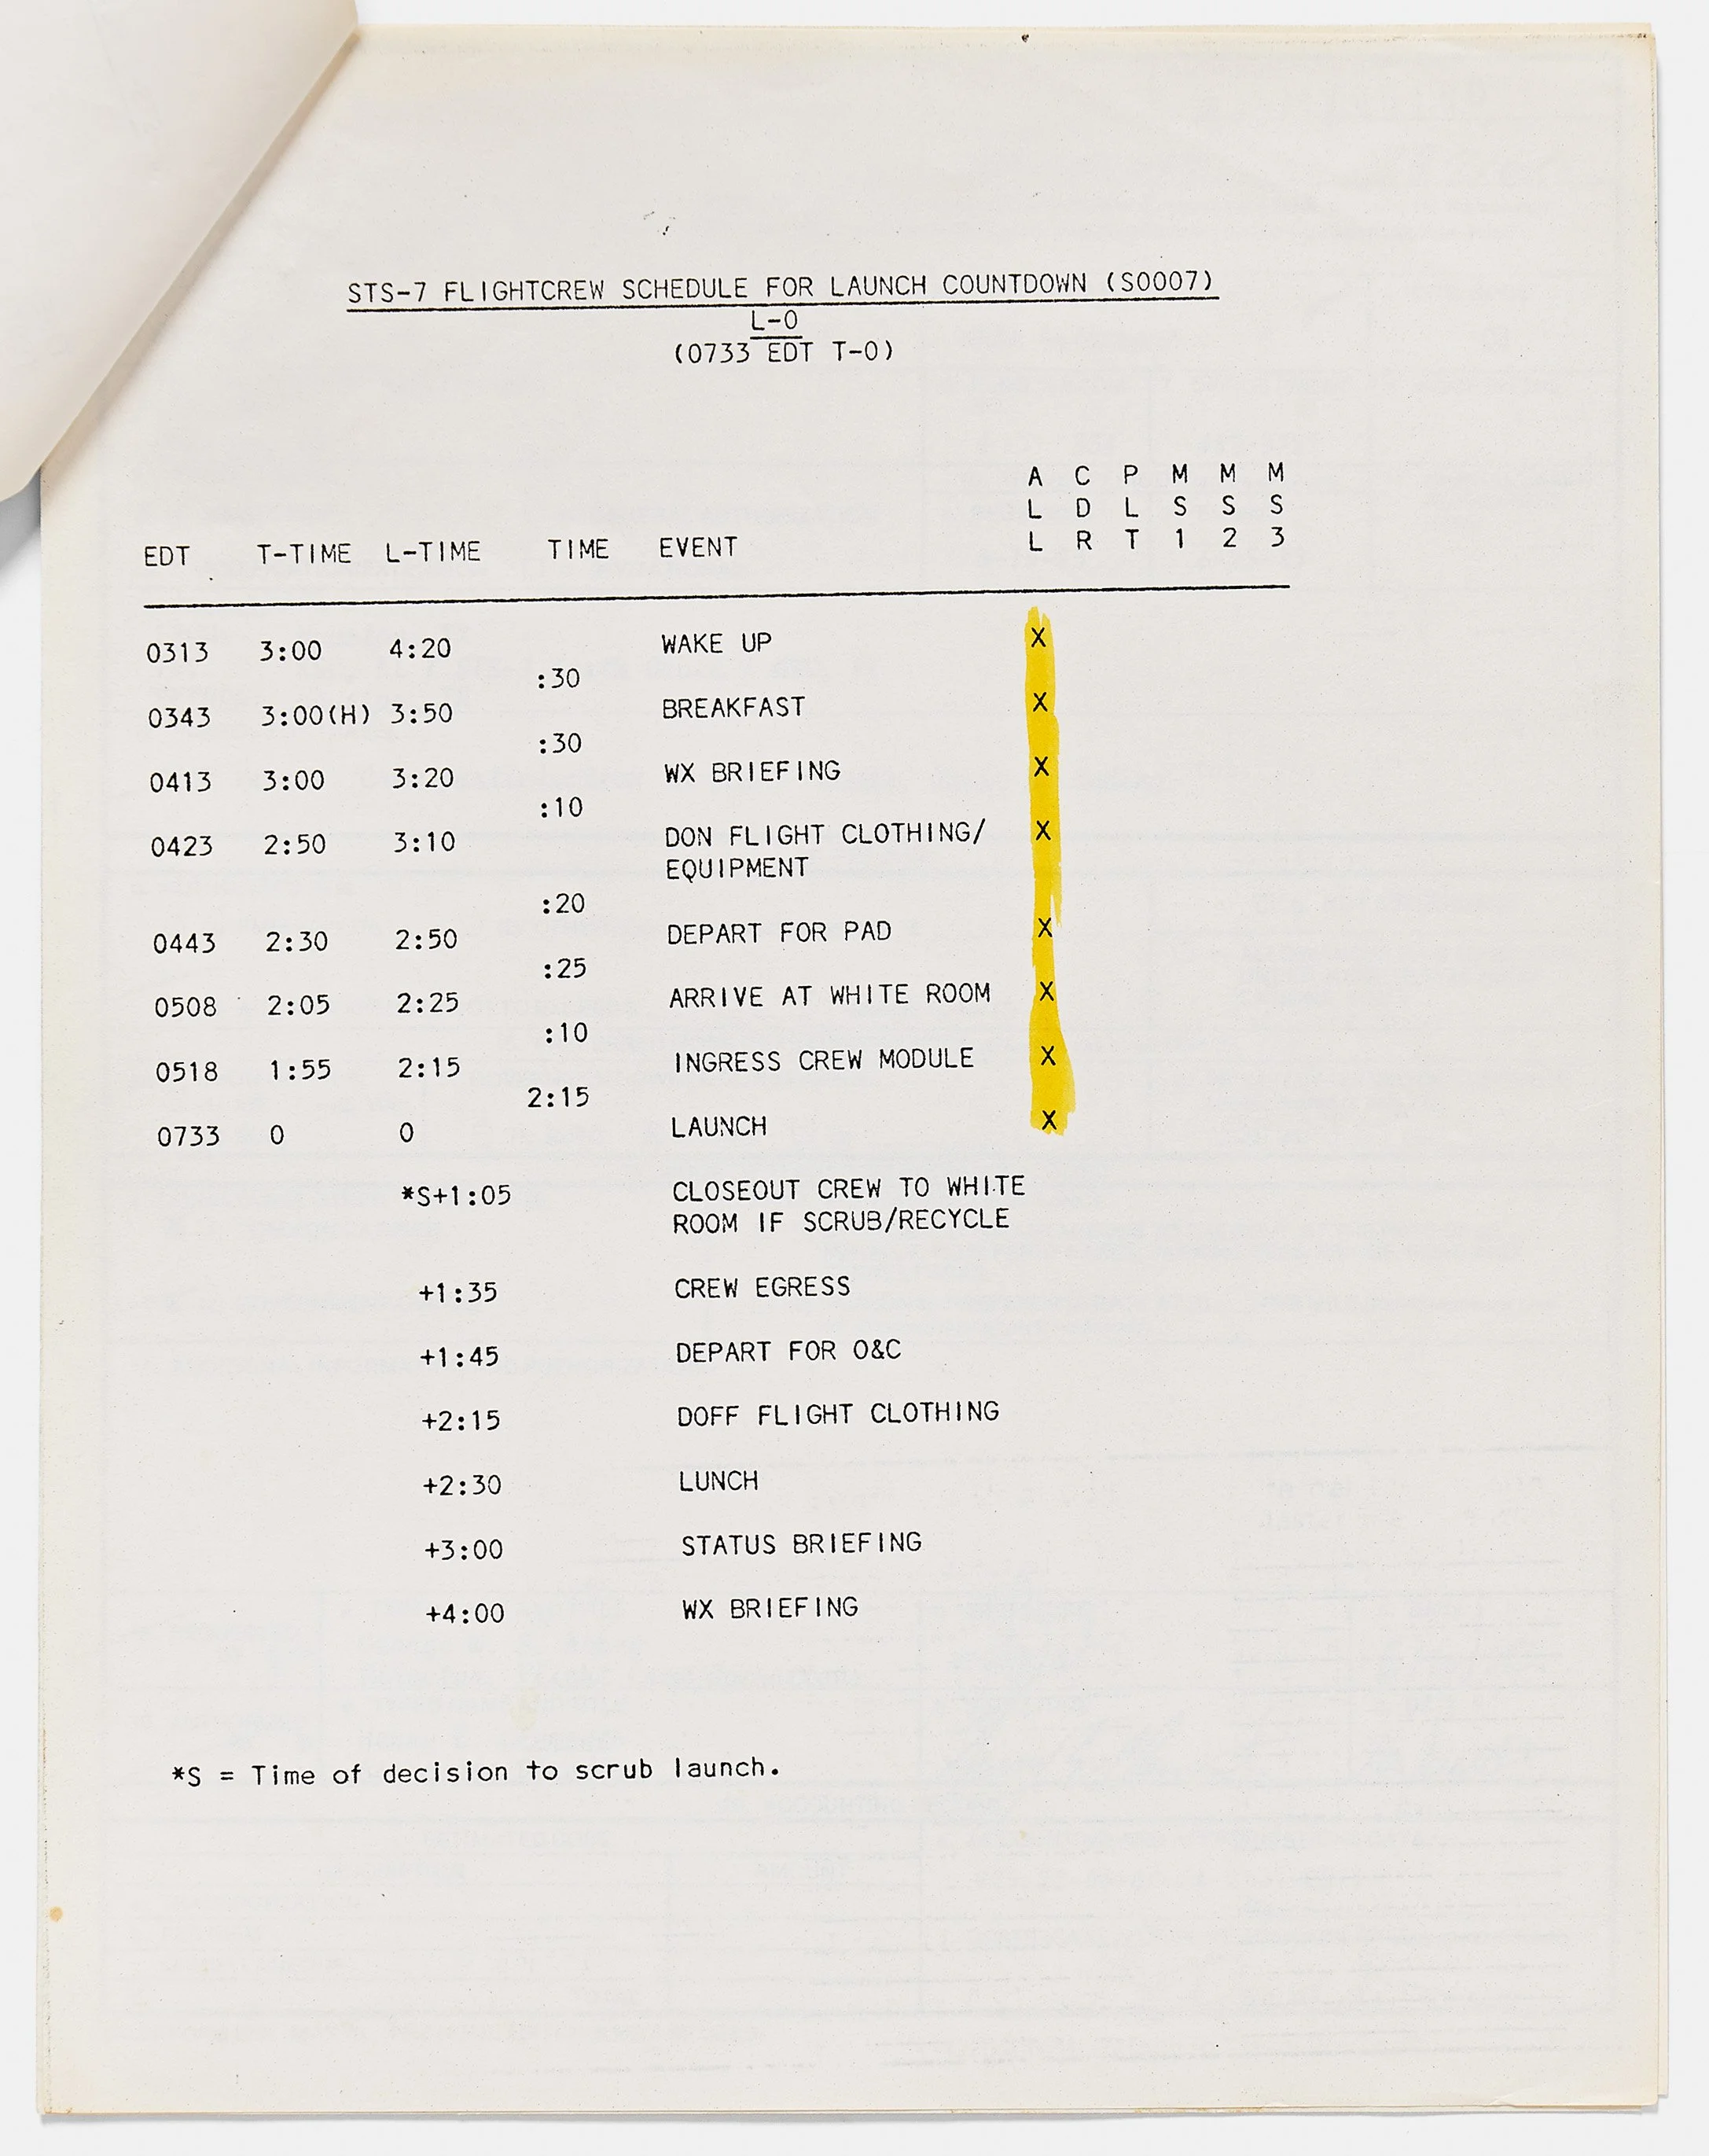 STS-7 FLIGHTCREW SCHEDULE FOR LAUNCH COUNTDOWN (S0007)
L-0
(0733 EDT T-0)
A C P M M M
L D L S S S
EDT T-TIME L-TIME TIME EVENT L R T 1 2 3
0313 3:00 4:20 WAKE UP X
:30
0343 3:00(H) 3:50 BREAKFAST X
:30
0413 3:00 3:20 WX BRIEFING X
:10
0423 2:50 3:10 DON FLIGHT CLOTHING/ X
EQUIPMENT
:20
0443 2:30 2:50 DEPART FOR PAD X
:25
0508 2:05 2:25 ARRIVE AT WHITE ROOM X
:10
0518 1:55 2:15 INGRESS CREW MODULE X
2:15
0733 0 0 LAUNCH X
*S+1:05 CLOSEOUT CREW TO WHITE
ROOM IF SCRUB/RECYCLE
+1:35 CREW EGRESS
+1:45 DEPART FOR O&C
+2:15 DOFF FLIGHT CLOTHING
+2:30 LUNCH
+3:00 STATUS BRIEFING
+4:00 WX BRIEFING
*S = Time of decision to scrub launch.